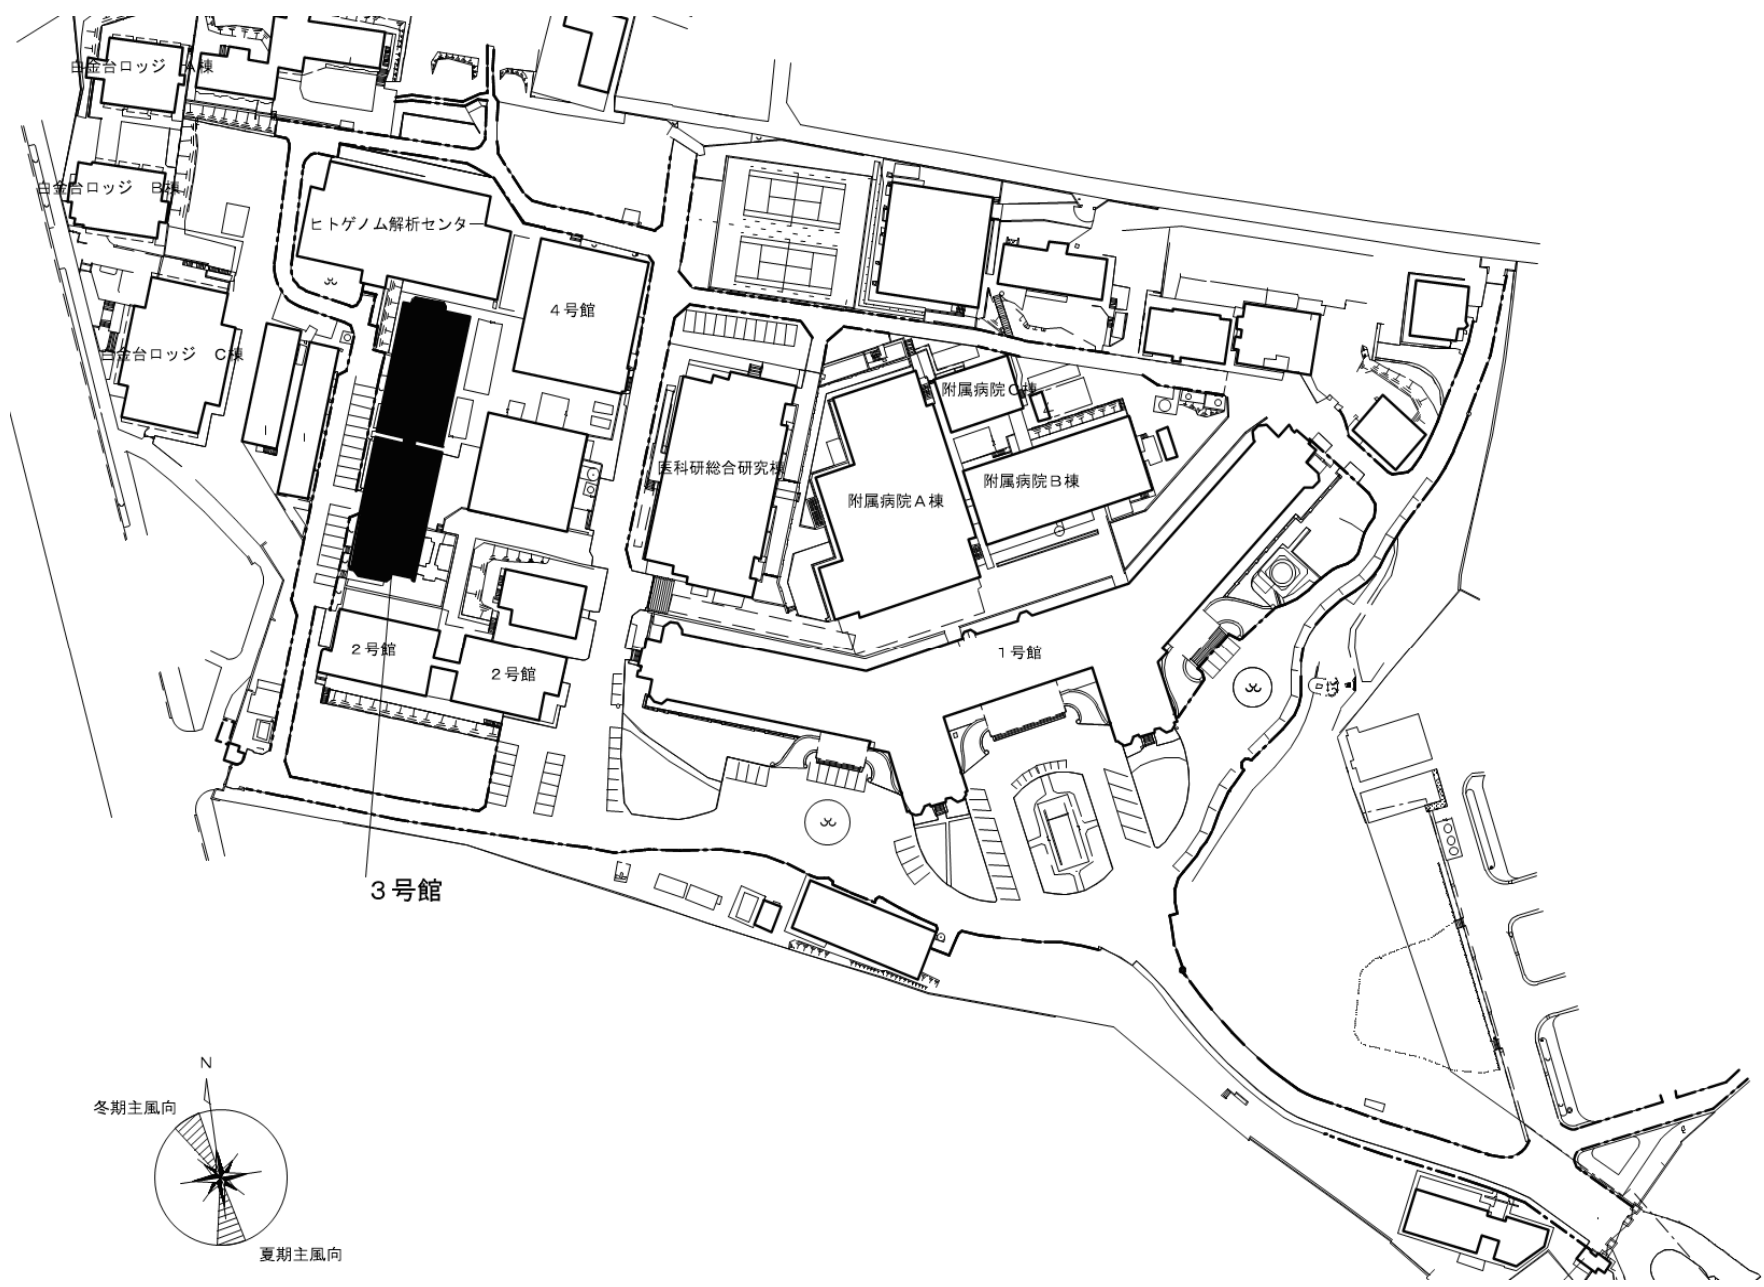 白金台ロッジ　A棟
白金台ロッジ　B棟
ヒトゲノム解析センター
4号館
白金台ロッジ　C棟
附属病院C棟
医科研総合研究棟
附属病院A棟
附属病院B棟
2号館
2号館
1号館
3号館
N
冬期主風向
夏期主風向